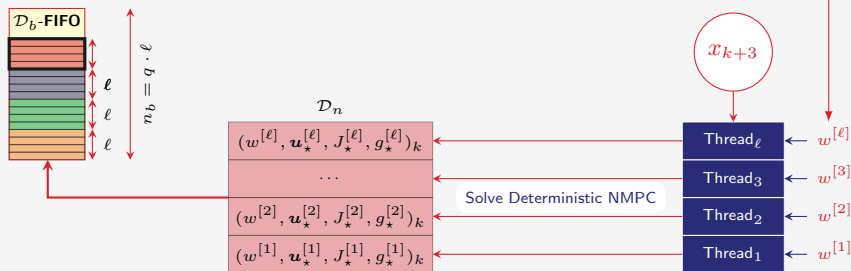 𝒟_b-FIFO
ℓ
ℓ
ℓ
n_b = q · ℓ
x_{k+3}
𝒟_n
(w^{[ℓ]}, u_⋆^{[ℓ]}, J_⋆^{[ℓ]}, g_⋆^{[ℓ]})_k
Thread_ℓ
w^{[ℓ]}
...
Thread_3
w^{[3]}
Solve Deterministic NMPC
(w^{[2]}, u_⋆^{[2]}, J_⋆^{[2]}, g_⋆^{[2]})_k
Thread_2
w^{[2]}
(w^{[1]}, u_⋆^{[1]}, J_⋆^{[1]}, g_⋆^{[1]})_k
Thread_1
w^{[1]}